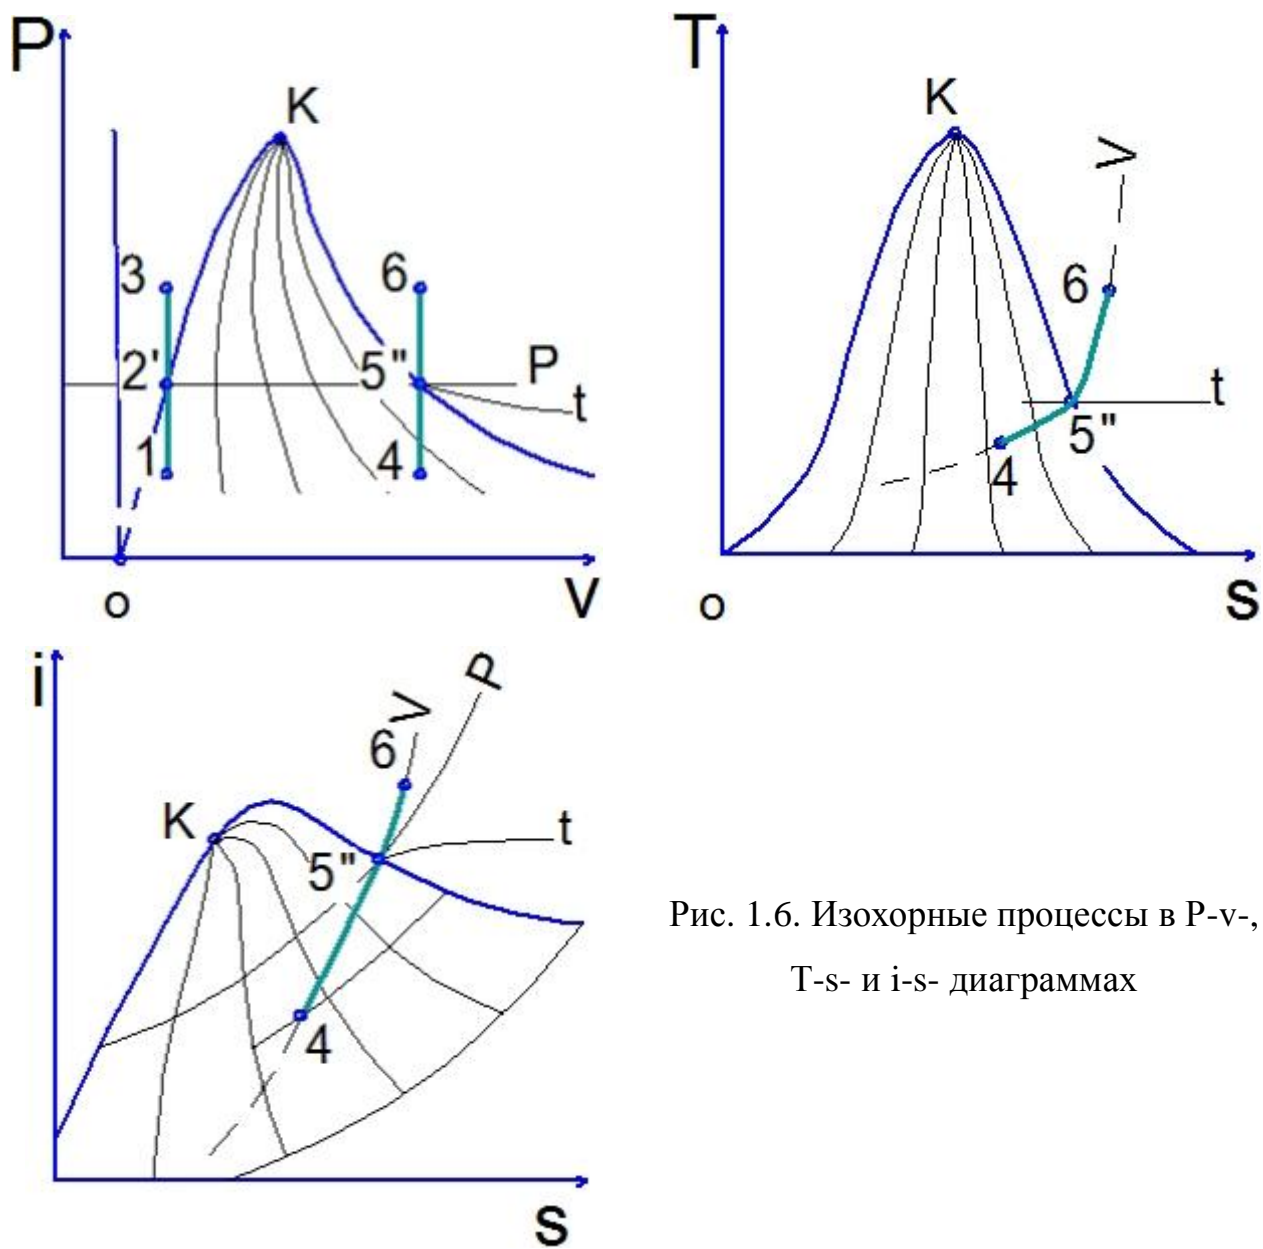 P
K
3
6
2'
5"
P
t
1
4
o
V
T
K
V
6
t
5"
4
o
s
i
P
V
6
K
t
5"
4
s
Рис. 1.6. Изохорные процессы в P-v-,
T-s- и i-s- диаграммах